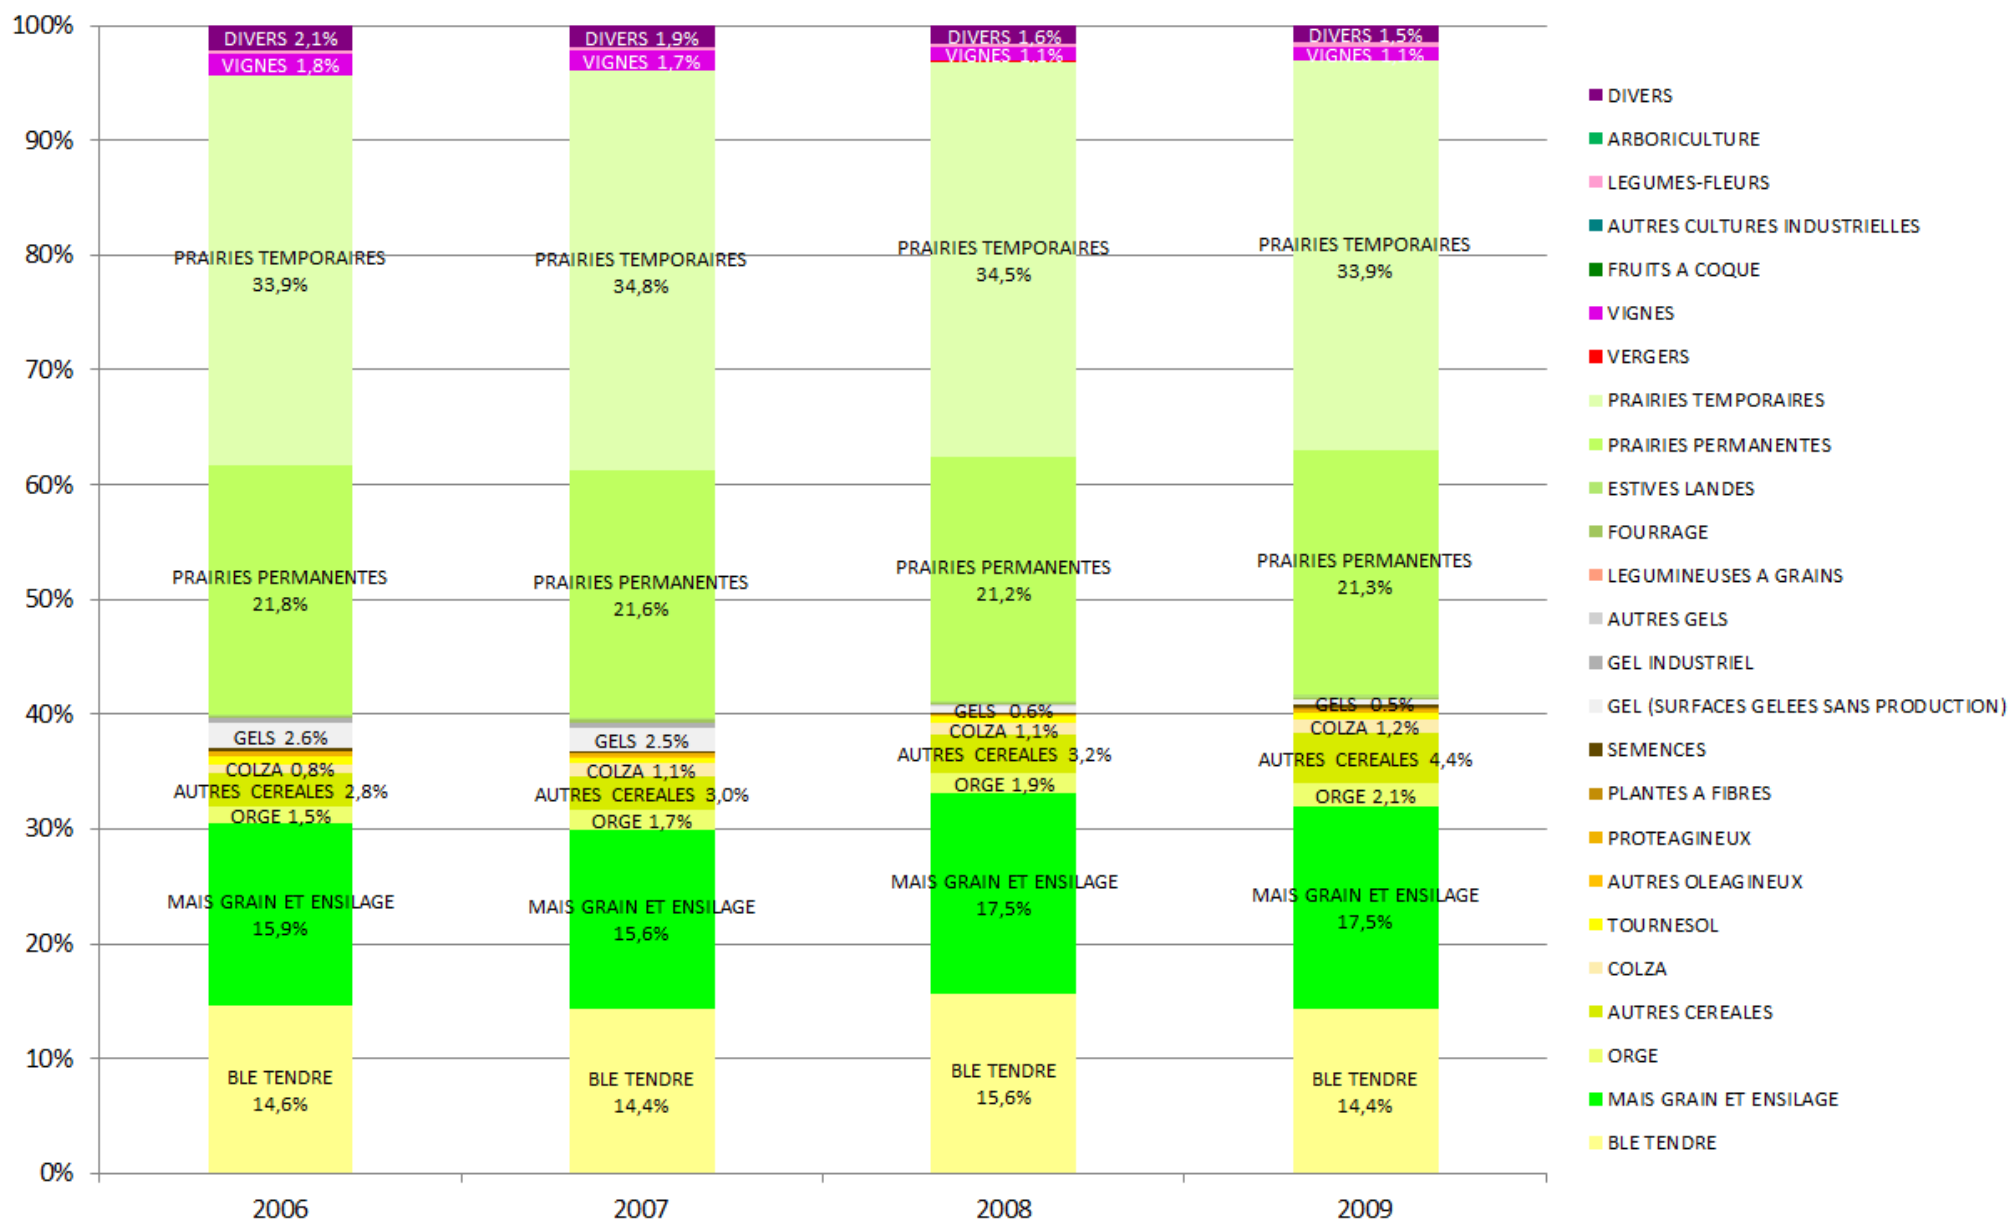 100%
90%
80%
70%
60%
50%
40%
30%
20%
10%
0%
DIVERS 2,1%
VIGNES 1,8%
PRAIRIES TEMPORAIRES
33,9%
PRAIRIES PERMANENTES
21,8%
GELS 2.6%
COLZA 0,8%
AUTRES CEREALES 2,8%
ORGE 1,5%
MAIS GRAIN ET ENSILAGE
15,9%
BLE TENDRE
14,6%
2006
DIVERS 1,9%
VIGNES 1,7%
PRAIRIES TEMPORAIRES
34,8%
PRAIRIES PERMANENTES
21,6%
GELS 2.5%
COLZA 1,1%
AUTRES CEREALES 3,0%
ORGE 1,7%
MAIS GRAIN ET ENSILAGE
15,6%
BLE TENDRE
14,4%
2007
DIVERS 1,6%
VIGNES 1.1%
PRAIRIES TEMPORAIRES
34,5%
PRAIRIES PERMANENTES
21,2%
GELS 0.6%
COLZA 1,1%
AUTRES CEREALES 3,2%
ORGE 1,9%
MAIS GRAIN ET ENSILAGE
17,5%
BLE TENDRE
15,6%
2008
DIVERS 1,5%
VIGNES 1.1%
PRAIRIES TEMPORAIRES
33,9%
PRAIRIES PERMANENTES
21,3%
GELS 0.5%
COLZA 1,2%
AUTRES CEREALES 4,4%
ORGE 2,1%
MAIS GRAIN ET ENSILAGE
17,5%
BLE TENDRE
14,4%
2009
DIVERS
ARBORICULTURE
LEGUMES-FLEURS
AUTRES CULTURES INDUSTRIELLES
FRUITS A COQUE
VIGNES
VERGERS
PRAIRIES TEMPORAIRES
PRAIRIES PERMANENTES
ESTIVES LANDES
FOURRAGE
LEGUMINEUSES A GRAINS
AUTRES GELS
GEL INDUSTRIEL
GEL (SURFACES GELEES SANS PRODUCTION)
SEMENCES
PLANTES A FIBRES
PROTEAGINEUX
AUTRES OLEAGINEUX
TOURNESOL
COLZA
AUTRES CEREALES
ORGE
MAIS GRAIN ET ENSILAGE
BLE TENDRE